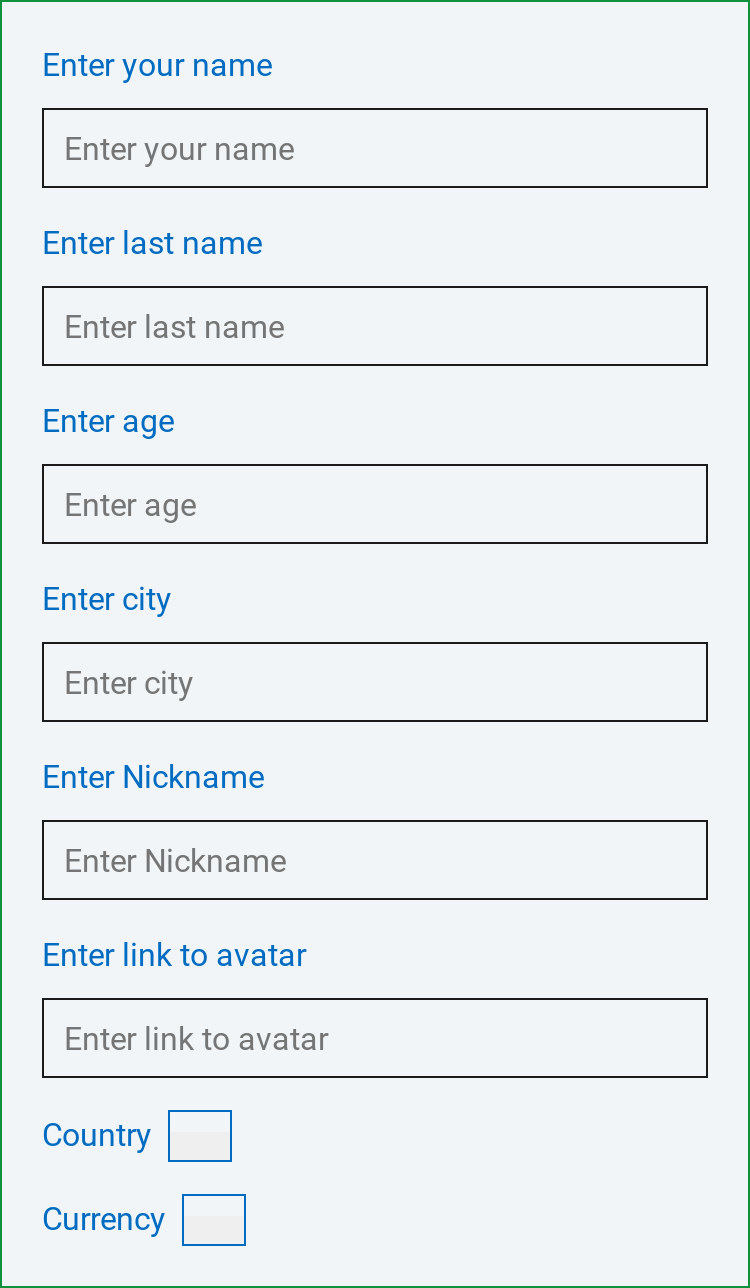 Enter your name
Enter your name
Enter last name
Enter last name
Enter age
Enter age
Enter city
Enter city
Enter Nickname
Enter Nickname
Enter link to avatar
Enter link to avatar
Country
Currency